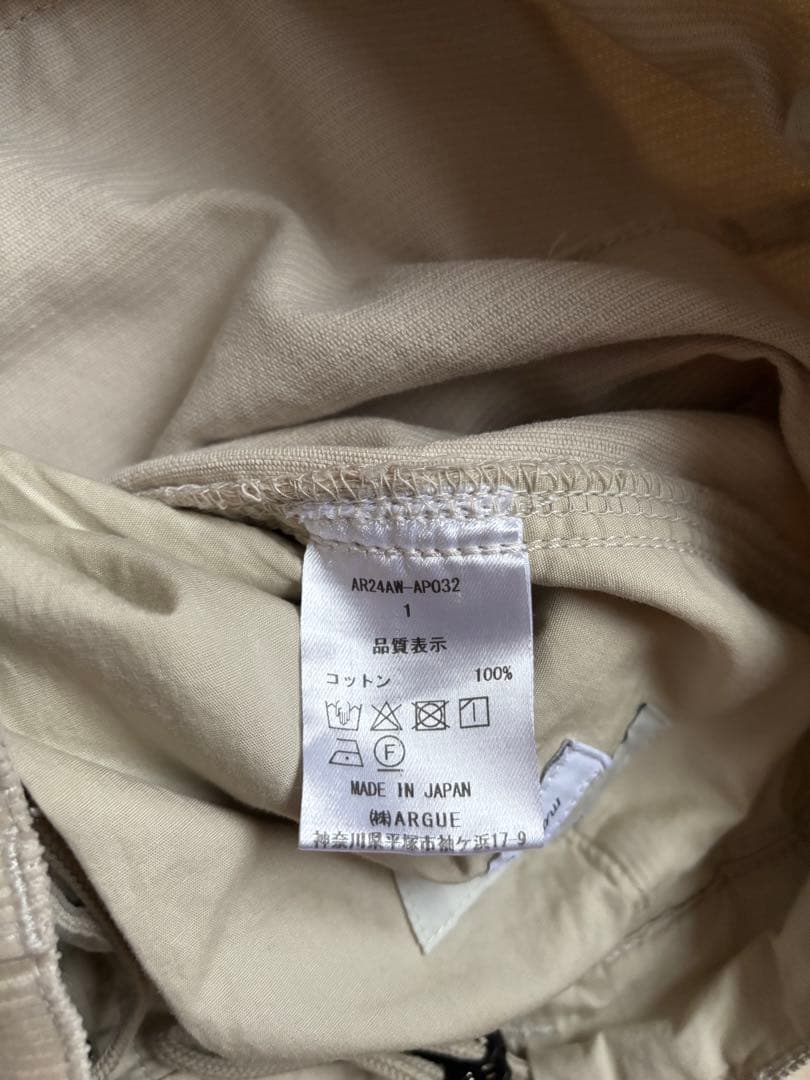 AR24AW-AP032
1
品質表示
コットン 100%
F
MADE IN JAPAN
㈱ARGUE
神奈川県平塚市袖ケ浜17-9